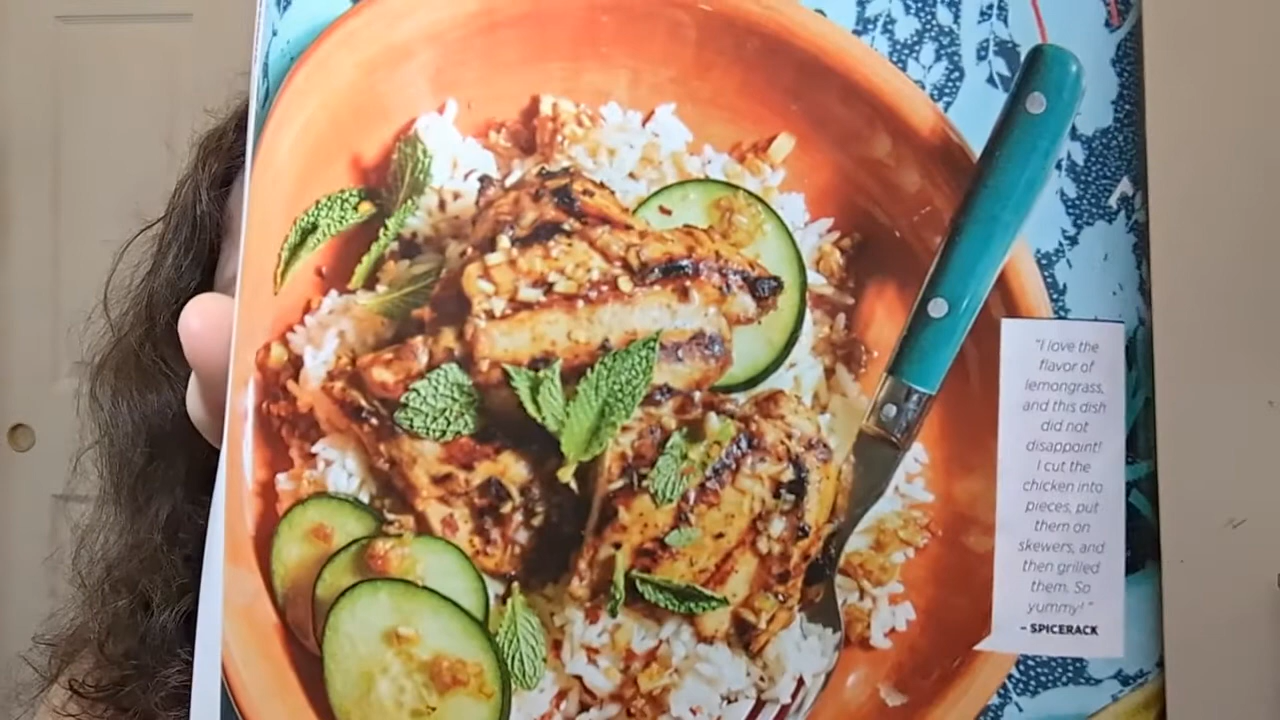 "I love the
flavor of
lemongrass,
and this dish
did not
disappoint!
I cut the
chicken into
pieces, put
them on
skewers, and
then grilled
them. So
yummy! "
– SPICERACK